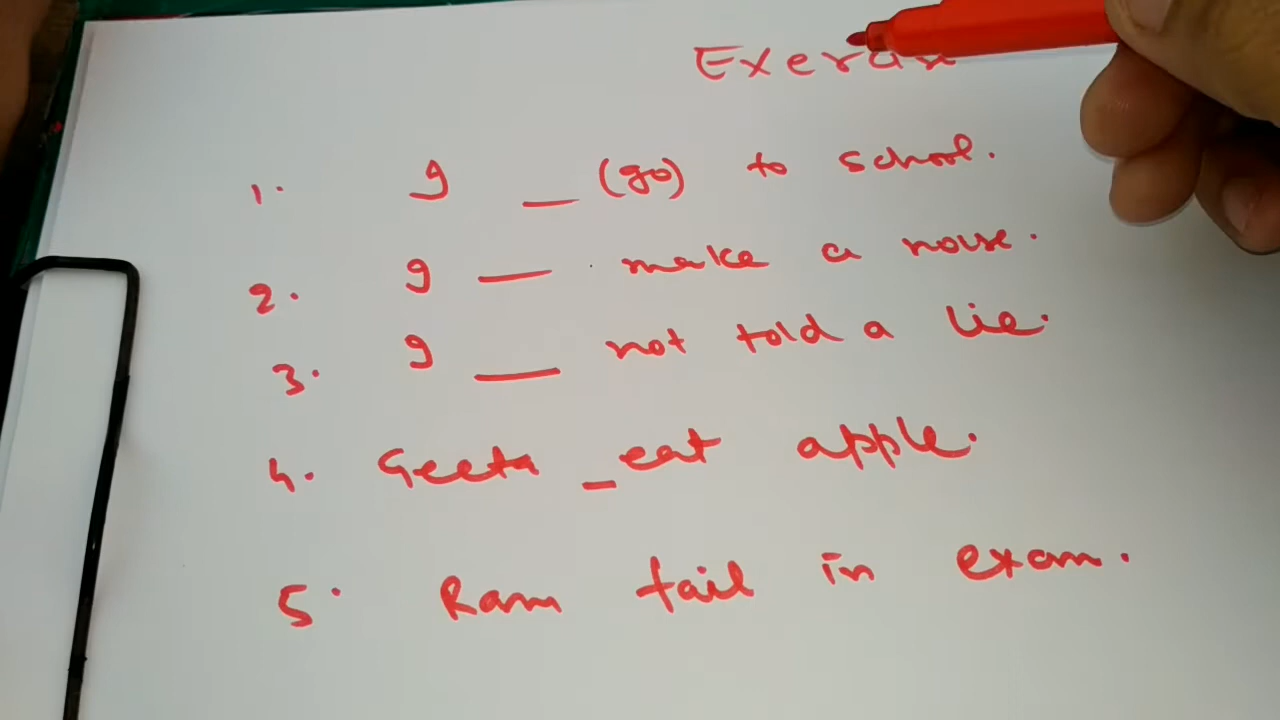 Exercise
1. I __ (go) to school.
2. I __ make a noise.
3. I __ not told a lie.
4. Geeta _ eat apple.
5. Ram fail in exam.